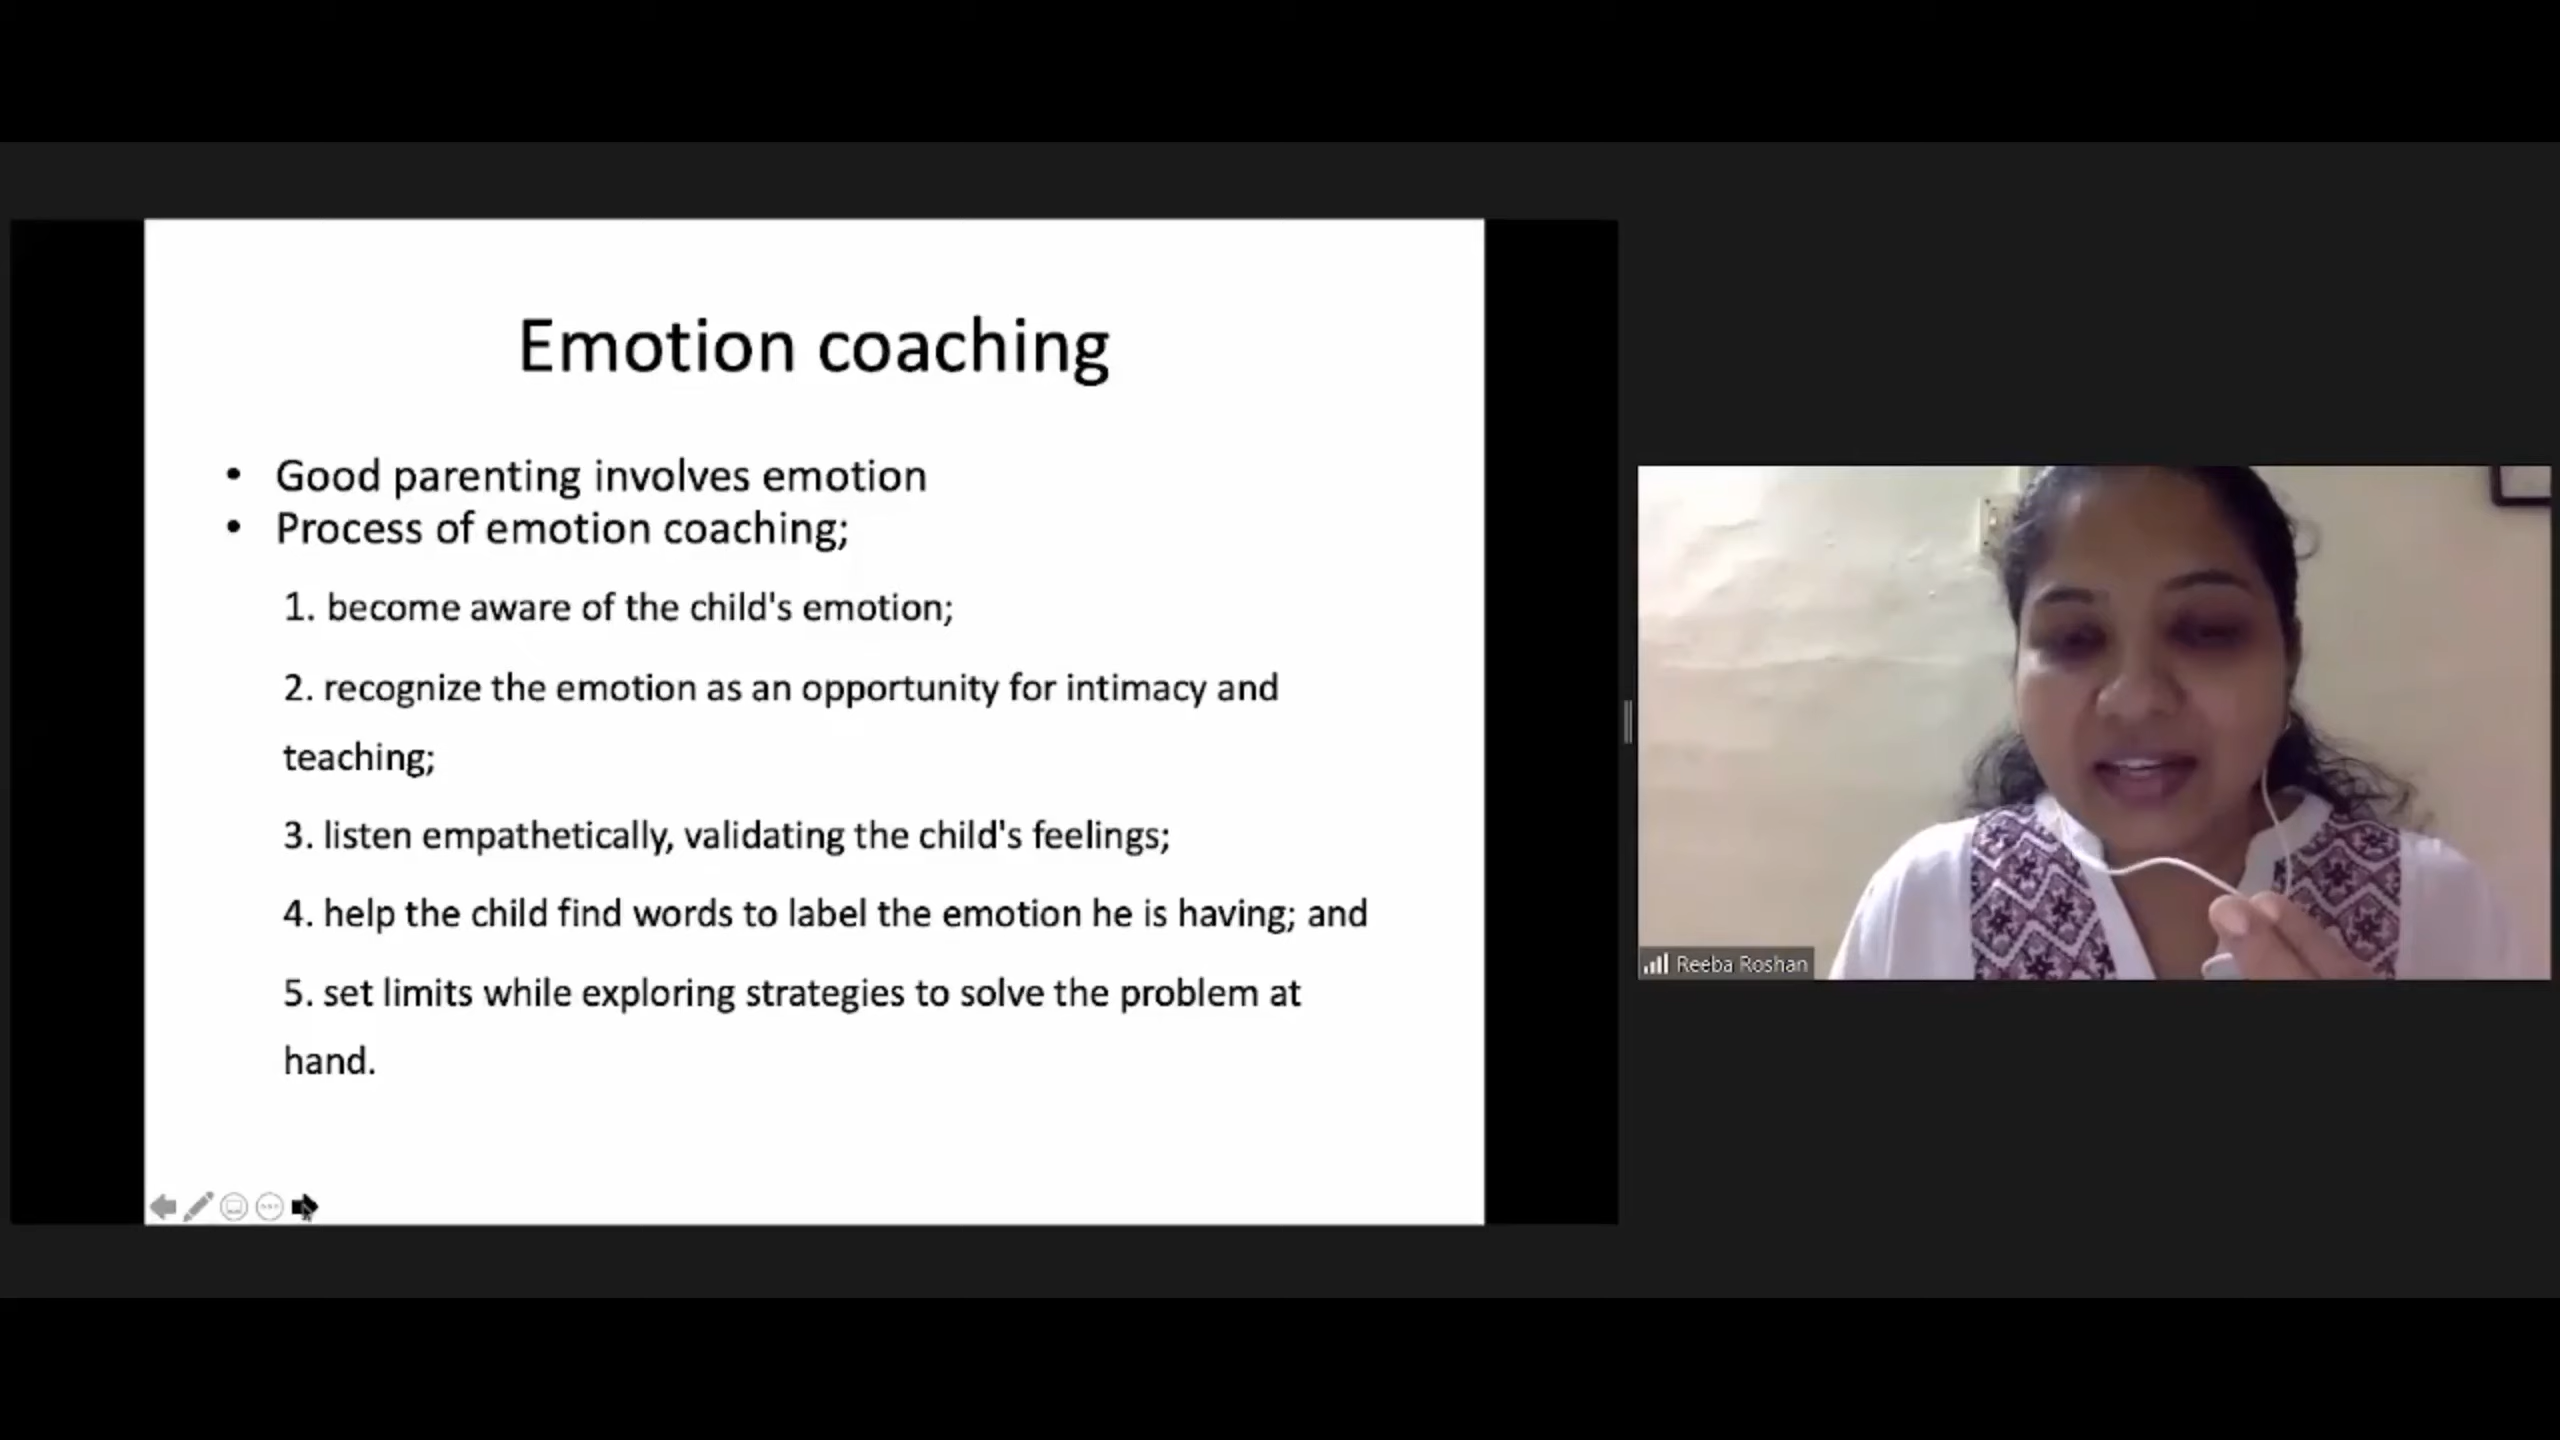 Emotion coaching
• Good parenting involves emotion
• Process of emotion coaching;
1. become aware of the child's emotion;
2. recognize the emotion as an opportunity for intimacy and
teaching;
3. listen empathetically, validating the child's feelings;
4. help the child find words to label the emotion he is having; and
5. set limits while exploring strategies to solve the problem at
hand.
Reeba Roshan